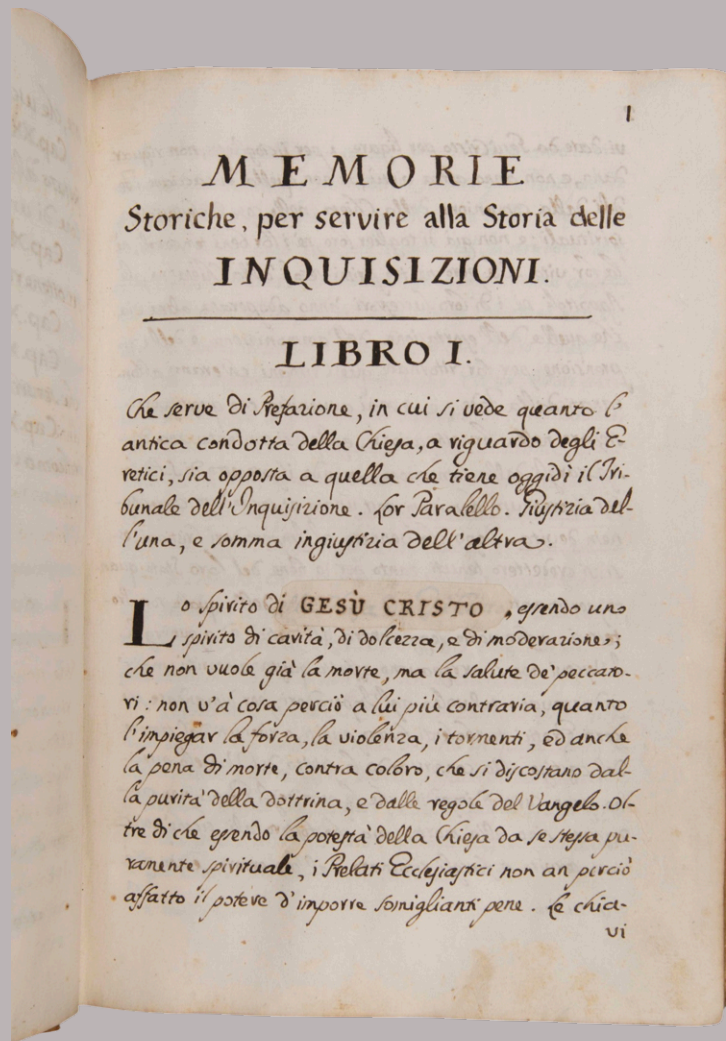 1
MEMORIE
Storiche, per servire alla Storia delle
INQUISIZIONI.
LIBRO I.
Che serve di Prefazione, in cui si vede quanto l'
antica condotta della Chiesa, a riguardo degli E-
retici, sia opposta a quella che tiene oggidì il Tri-
bunale dell'Inquisizione. Lor Paralello. Giustizia del-
l'una, e somma ingiustizia dell'altra.
Lo Spirito di GESÙ CRISTO, essendo uno
spirito di carità, di dolcezza, e di moderazione;
che non vuole già la morte, ma la salute de' peccato-
ri: non v'à cosa perciò a lui più contraria, quanto
l'impiegar la forza, la violenza, i tormenti, ed anche
la pena di morte, contra coloro, che si discostano dal-
la purità della dottrina, e dalle regole del Vangelo. Ol-
tre di che essendo la potestà della Chiesa da se stessa pu-
ramente spirituale, i Prelati Ecclesiastici non an perciò
affatto il potere d'imporre somiglianti pene. Le chia-
vi